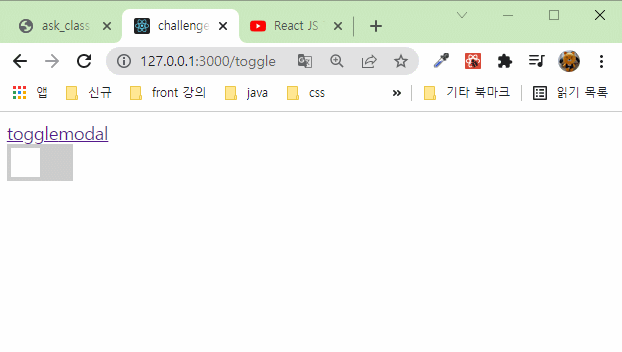 ask_class
challenge
React JS
127.0.0.1:3000/toggle
앱
신규
front 강의
java
css
»
기타 북마크
읽기 목록
togglemodal